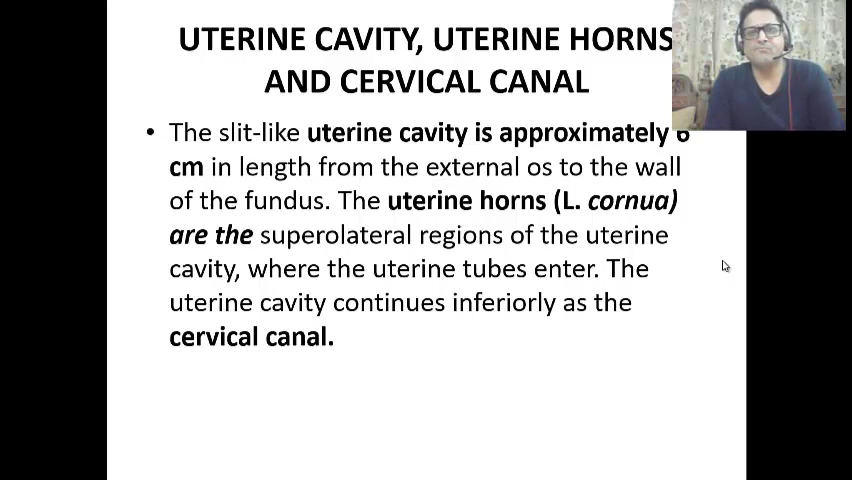 UTERINE CAVITY, UTERINE HORNS
AND CERVICAL CANAL
• The slit-like uterine cavity is approximately 6
cm in length from the external os to the wall
of the fundus. The uterine horns (L. cornua)
are the superolateral regions of the uterine
cavity, where the uterine tubes enter. The
uterine cavity continues inferiorly as the
cervical canal.